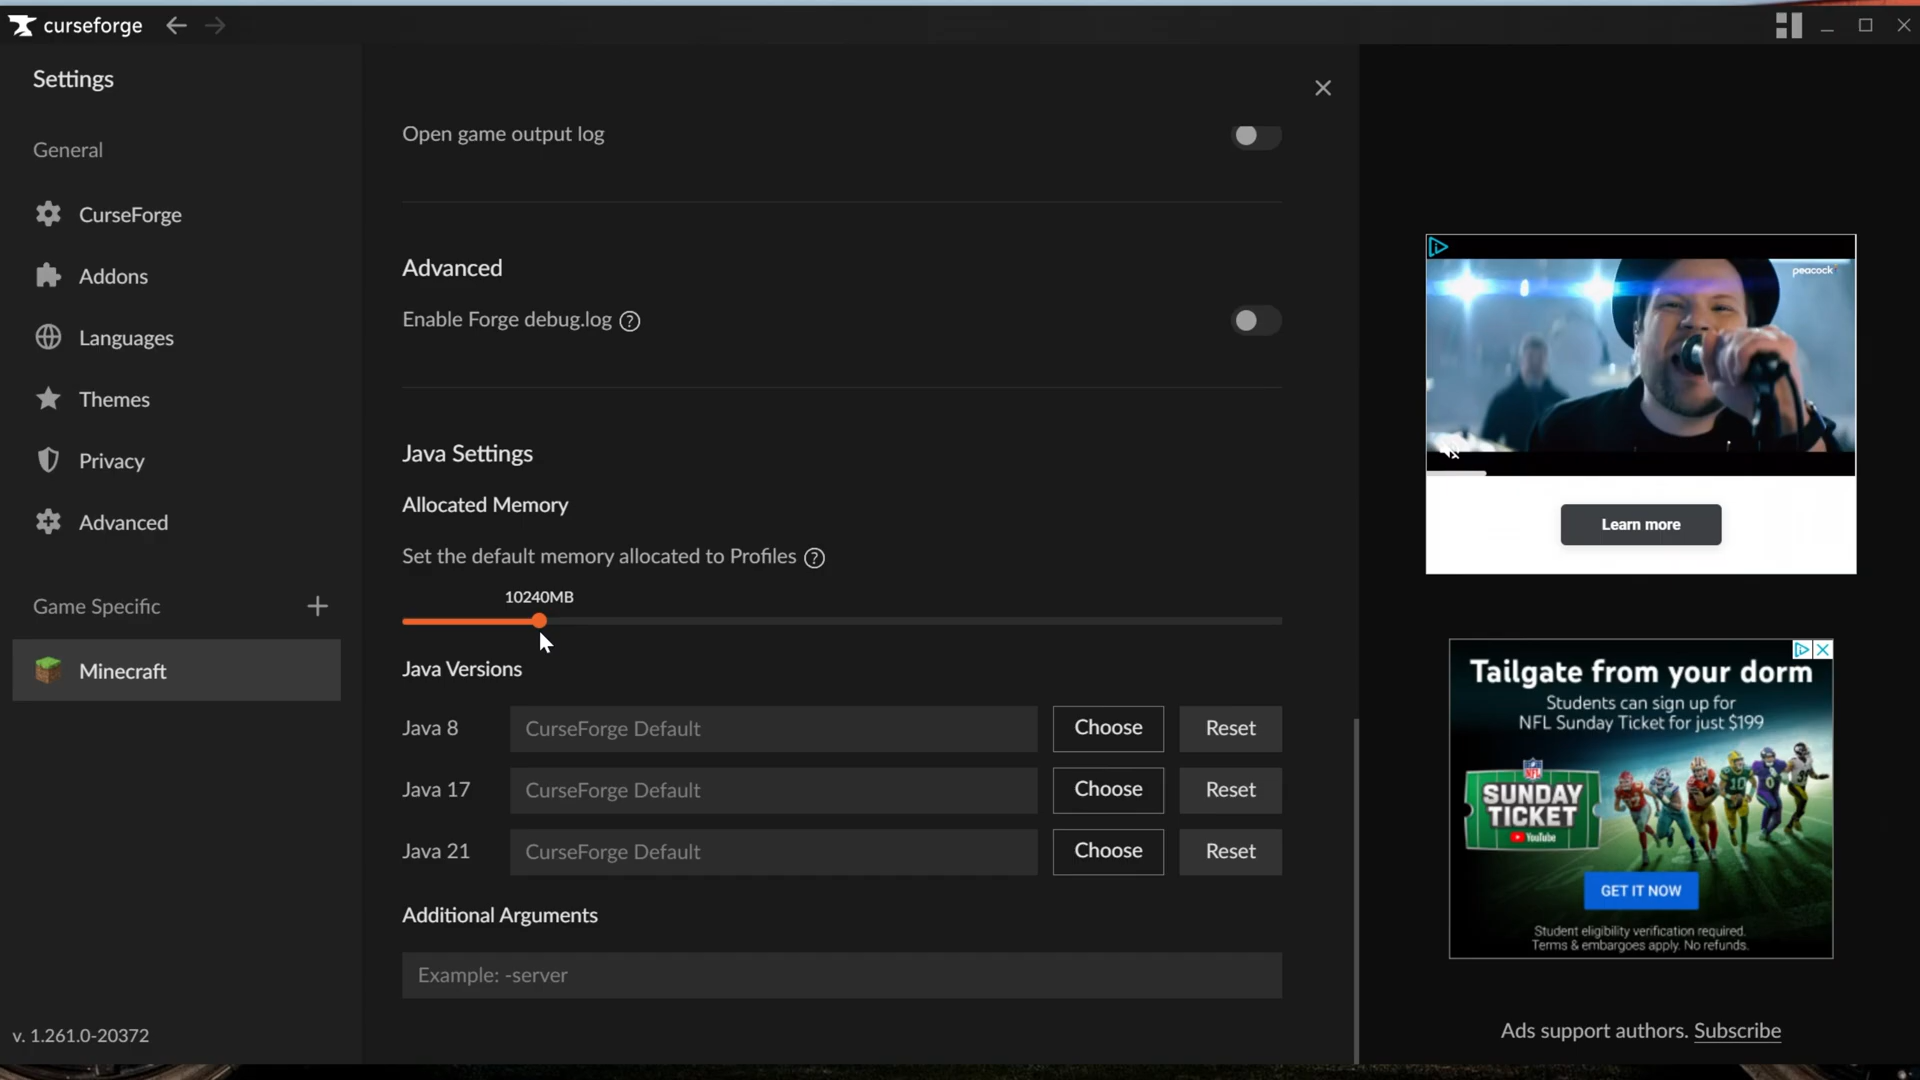 curseforge
Settings
General
CurseForge
Addons
Languages
Themes
Privacy
Advanced
Game Specific
Minecraft
v. 1.261.0-20372
Open game output log
Advanced
Enable Forge debug.log
Java Settings
Allocated Memory
Set the default memory allocated to Profiles
10240MB
Java Versions
Java 8 CurseForge Default Choose Reset
Java 17 CurseForge Default Choose Reset
Java 21 CurseForge Default Choose Reset
Additional Arguments
Example: -server
peacock
Learn more
Tailgate from your dorm
Students can sign up for
NFL Sunday Ticket for just $199
NFL
SUNDAY
TICKET
YouTube
GET IT NOW
Student eligibility verification required.
Terms & embargoes apply. No refunds.
Ads support authors. Subscribe